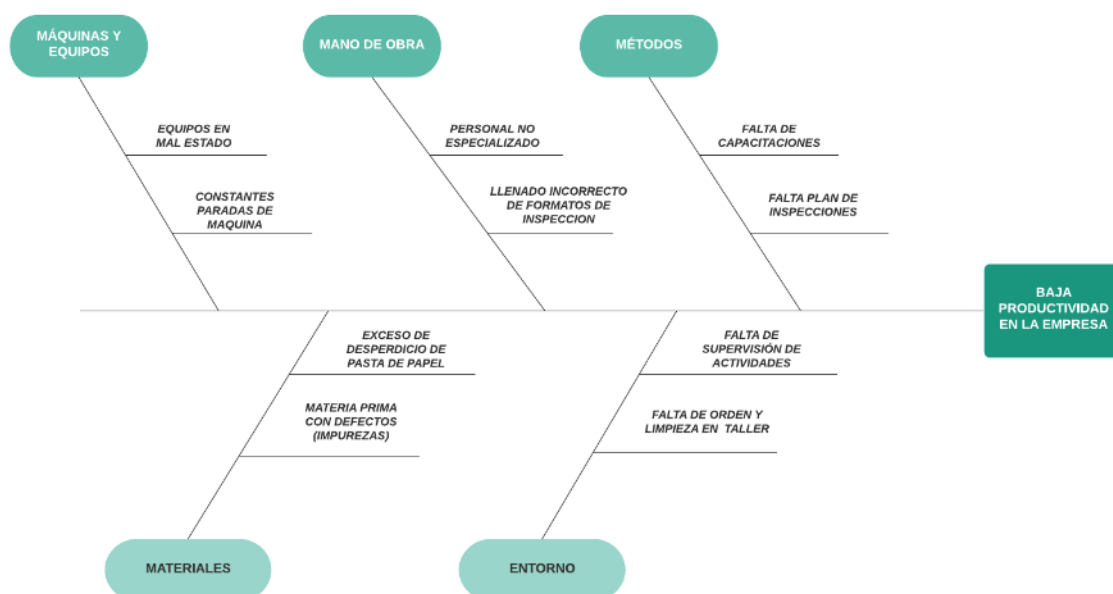 MÁQUINAS Y
EQUIPOS
MANO DE OBRA
MÉTODOS
EQUIPOS EN
MAL ESTADO
CONSTANTES
PARADAS DE
MAQUINA
PERSONAL NO
ESPECIALIZADO
LLENADO INCORRECTO
DE FORMATOS DE
INSPECCION
FALTA DE
CAPACITACIONES
FALTA PLAN DE
INSPECCIONES
BAJA
PRODUCTIVIDAD
EN LA EMPRESA
EXCESO DE
DESPERDICIO DE
PASTA DE PAPEL
MATERIA PRIMA
CON DEFECTOS
(IMPUREZAS)
FALTA DE
SUPERVISIÓN DE
ACTIVIDADES
FALTA DE ORDEN Y
LIMPIEZA EN TALLER
MATERIALES
ENTORNO